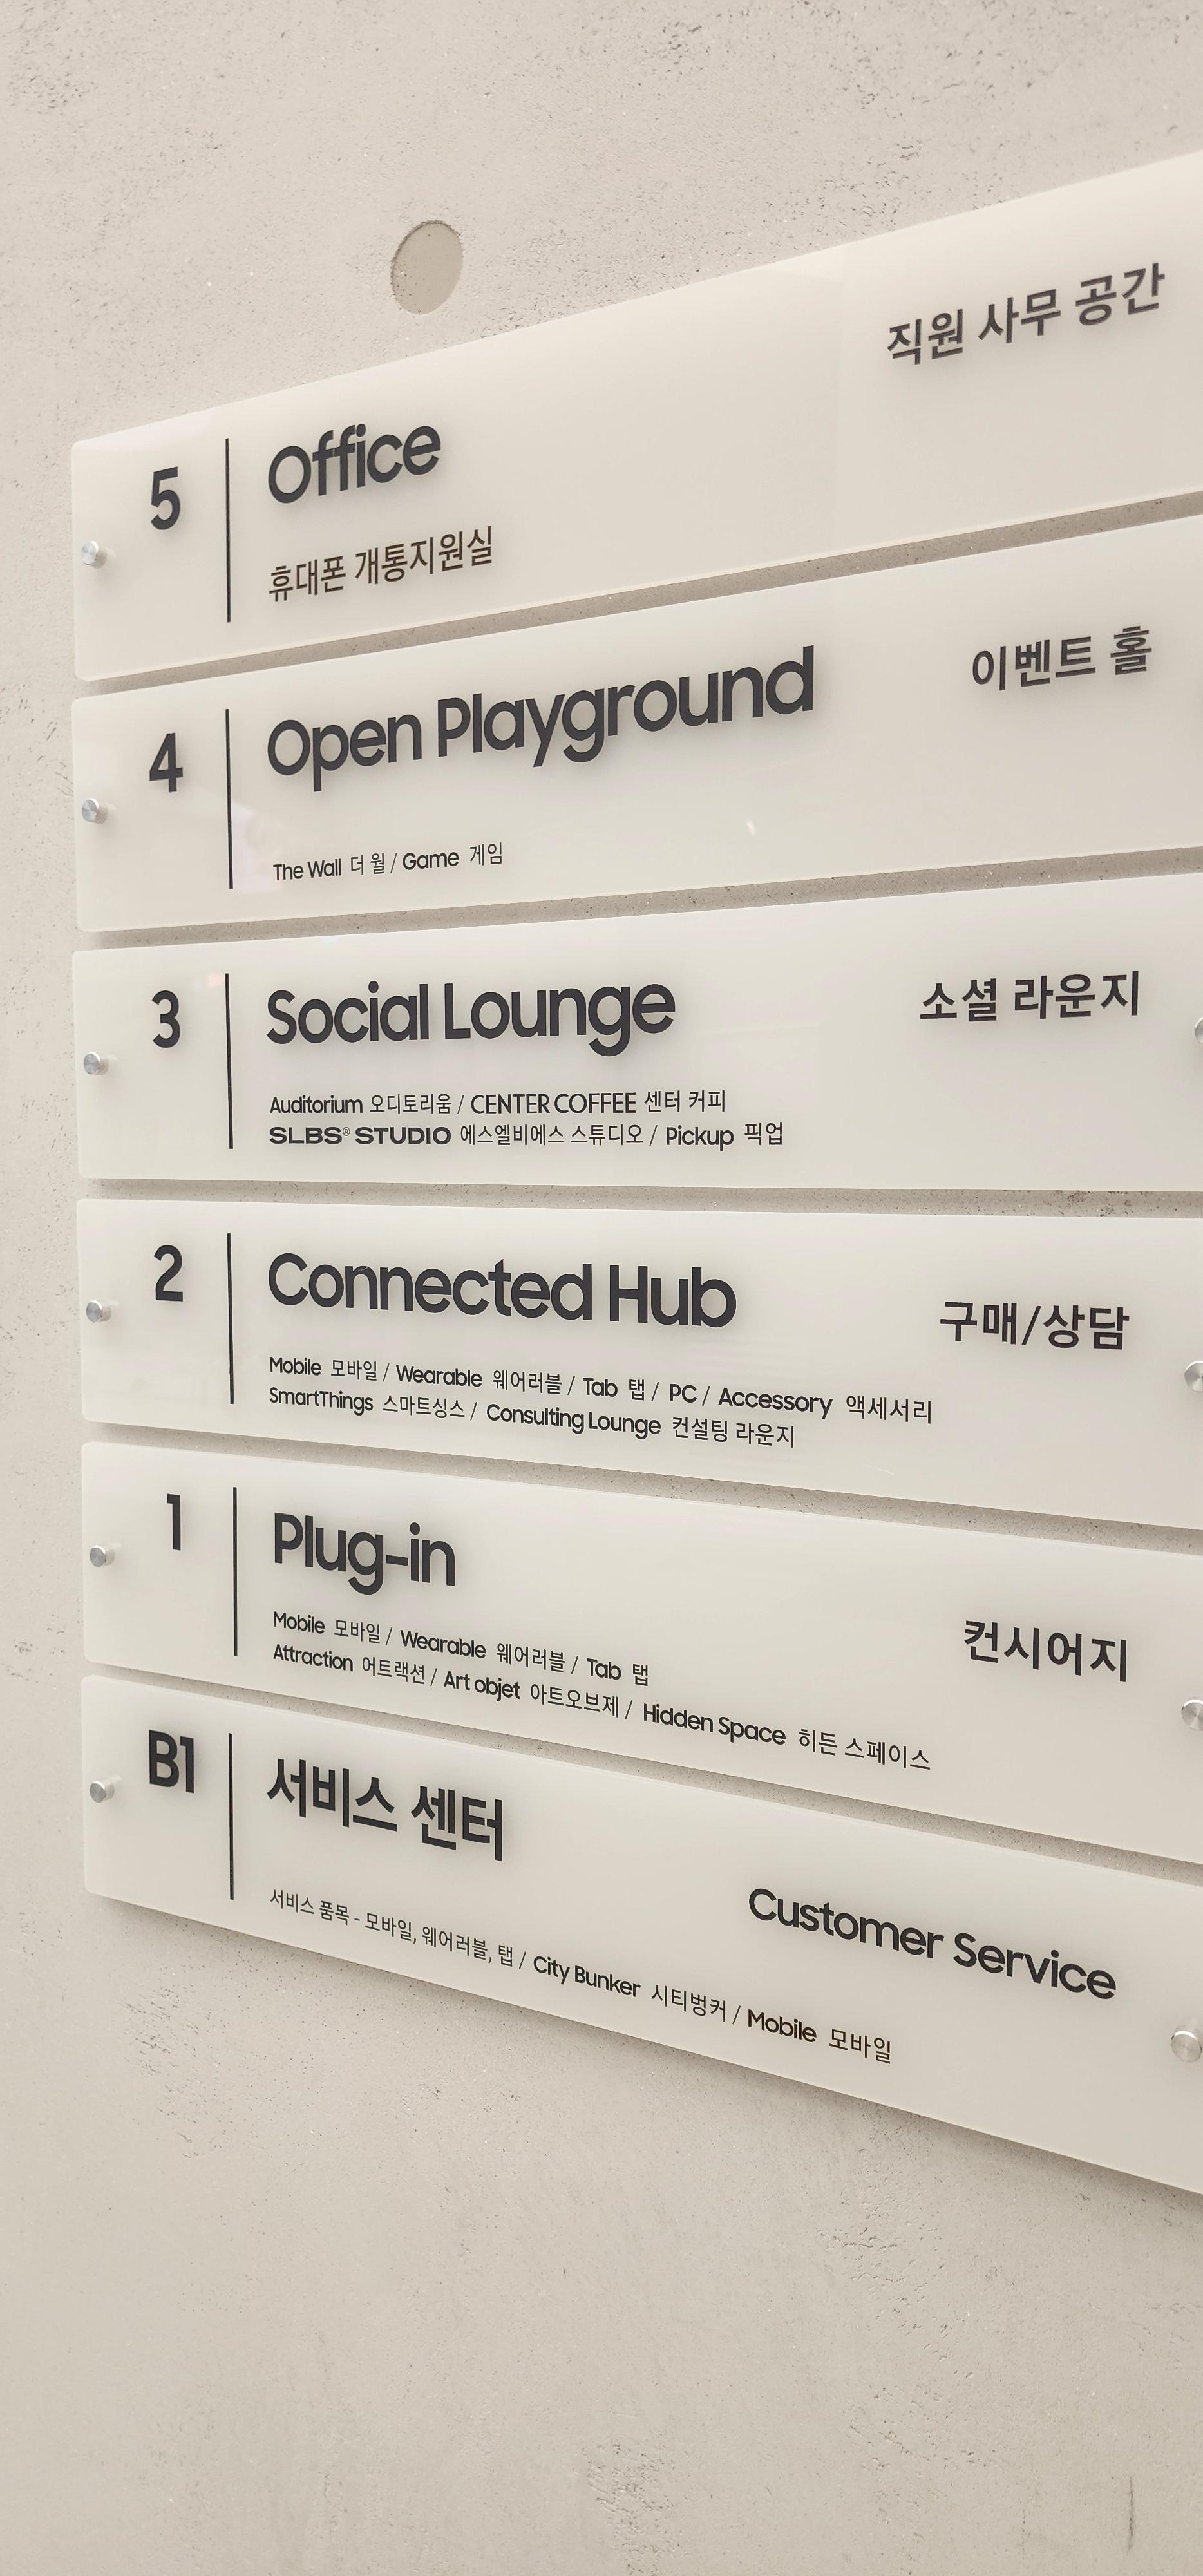 직원 사무 공간
5
Office
휴대폰 개통지원실
이벤트 홀
4
Open Playground
The Wall 더 월 / Game 게임
3
Social Lounge
소셜 라운지
Auditorium 오디토리움 / CENTER COFFEE 센터 커피
SLBS® STUDIO 에스엘비에스 스튜디오 / Pickup 픽업
2
Connected Hub
구매/상담
Mobile 모바일 / Wearable 웨어러블 / Tab 탭 / PC / Accessory 액세서리
SmartThings 스마트싱스 / Consulting Lounge 컨설팅 라운지
1
Plug-in
컨시어지
Mobile 모바일 / Wearable 웨어러블 / Tab 탭
Attraction 어트랙션 / Art objet 아트오브제 / Hidden Space 히든 스페이스
B1
서비스 센터
Customer Service
서비스 품목 - 모바일, 웨어러블, 탭 / City Bunker 시티벙커 / Mobile 모바일